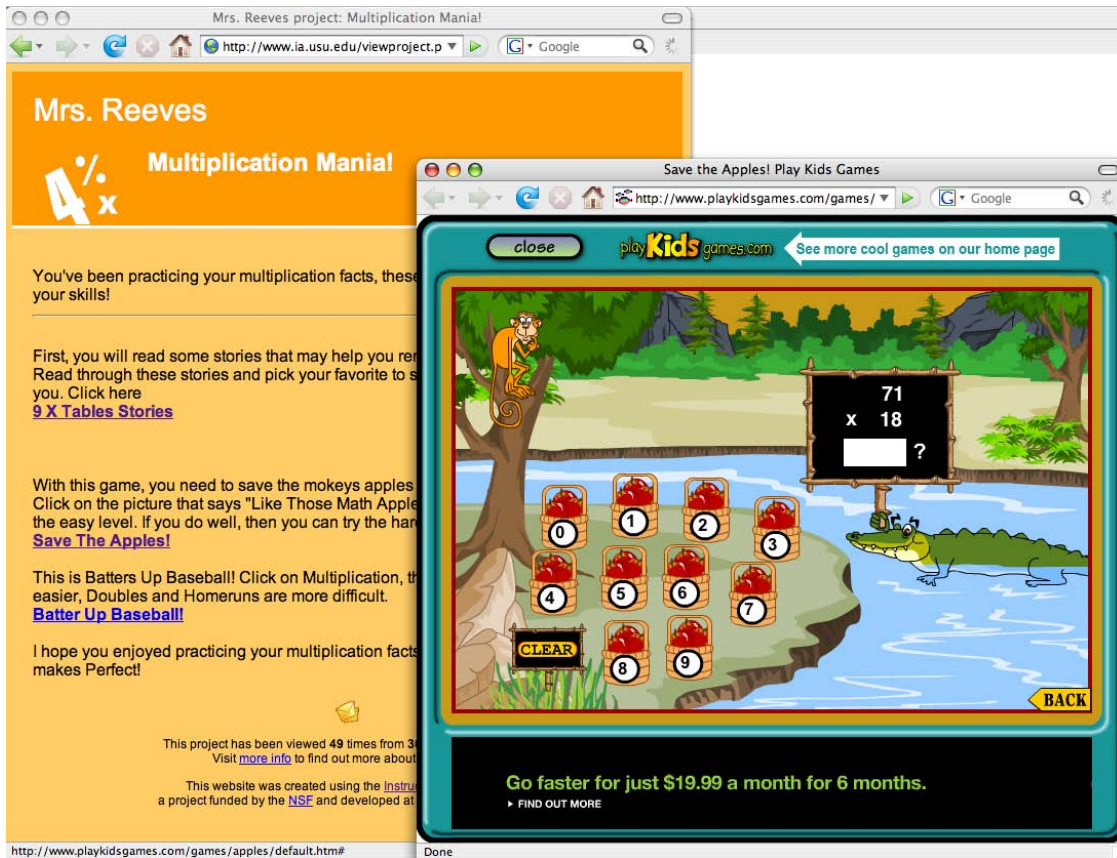 Mrs. Reeves project: Multiplication Mania!
http://www.ia.usu.edu/viewproject.p
G Google
Mrs. Reeves
4 % x
Multiplication Mania!
You've been practicing your multiplication facts, these
your skills!
First, you will read some stories that may help you
Read through these stories and pick your favorite to
you. Click here
9 X Tables Stories
With this game, you need to save the mokeys apples
Click on the picture that says "Like Those Math
the easy level. If you do well, then you can try the
Save The Apples!
This is Batters Up Baseball! Click on Multiplication,
easier, Doubles and Homeruns are more difficult.
Batter Up Baseball!
I hope you enjoyed practicing your multiplication facts
makes Perfect!
This project has been viewed 49 times from
Visit more info to find out more about
This website was created using the
a project funded by the NSF and developed at
http://www.playkidsgames.com/games/apples/default.htm#
Save the Apples! Play Kids Games
http://www.playkidsgames.com/games/
G Google
close
play Kids games.com
See more cool games on our home page
71
x 18
?
0
1
2
3
4
5
6
7
CLEAR
8
9
BACK
Go faster for just $19.99 a month for 6 months.
FIND OUT MORE
Done